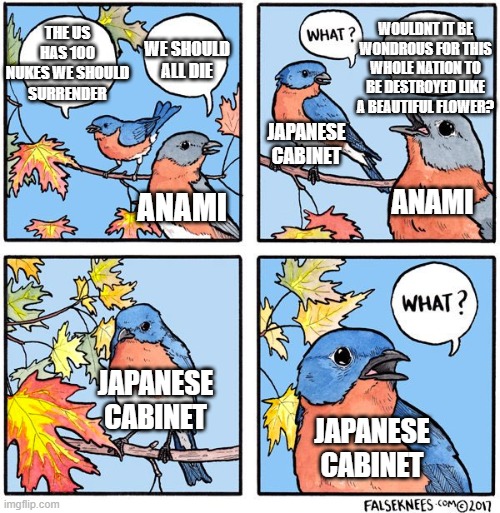 THE US
HAS 100
NUKES WE SHOULD
SURRENDER
WE SHOULD
ALL DIE
ANAMI
WHAT?
WOULDNT IT BE
WONDROUS FOR THIS
WHOLE NATION TO
BE DESTROYED LIKE
A BEAUTIFUL FLOWER?
JAPANESE
CABINET
ANAMI
JAPANESE
CABINET
WHAT?
JAPANESE
CABINET
imgflip.com
FALSEKNEES.COM©2017